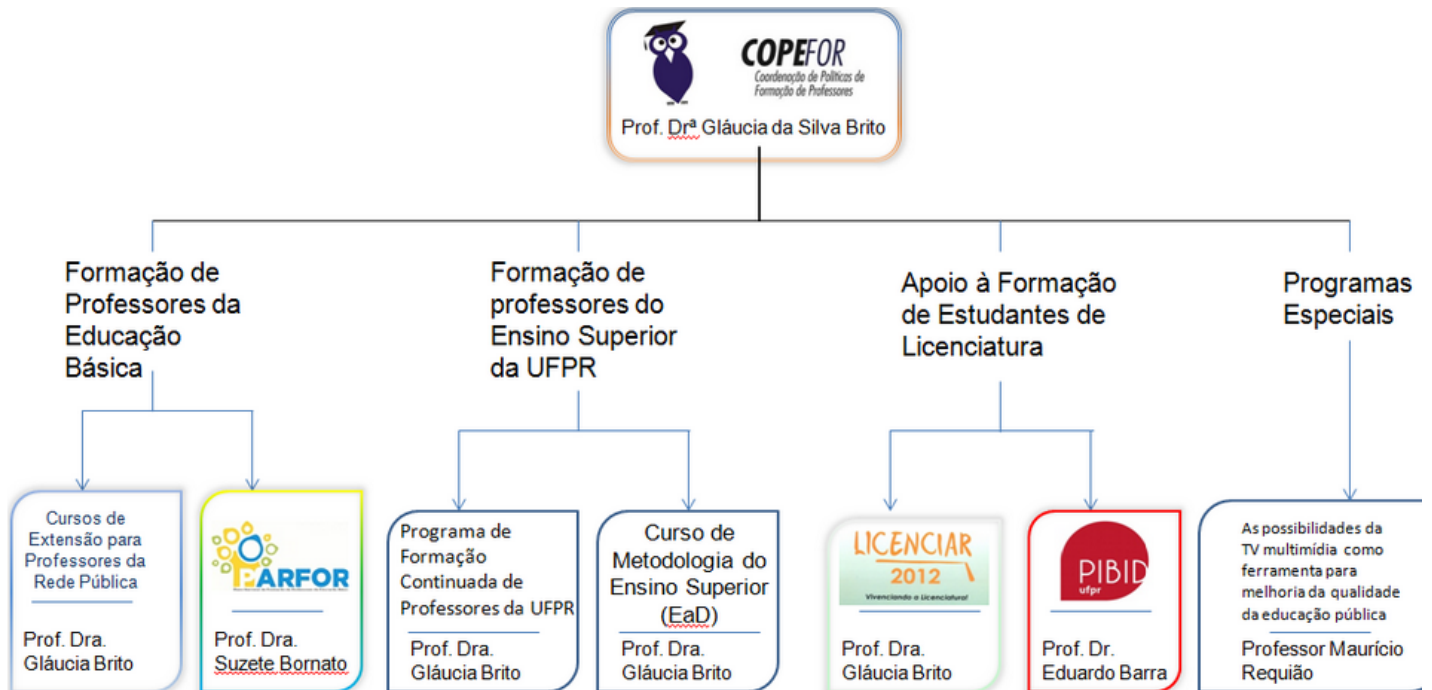 COPEFOR
Coordenação de Políticas de
Formação de Professores
Prof. Drª Gláucia da Silva Brito
Formação de
Professores da
Educação
Básica
Formação de
professores do
Ensino Superior
da UFPR
Apoio à Formação
de Estudantes de
Licenciatura
Programas
Especiais
Cursos de
Extensão para
Professores da
Rede Pública
Prof. Dra.
Gláucia Brito
PARFOR
Prof. Dra.
Suzete Bornato
Programa de
Formação
Continuada de
Professores da UFPR
Prof. Dra.
Gláucia Brito
Curso de
Metodologia do
Ensino Superior
(EaD)
Prof. Dra.
Gláucia Brito
LICENCIAR
2012
Vivenciando a Licenciatura!
Prof. Dra.
Gláucia Brito
PIBID
ufpr
Prof. Dr.
Eduardo Barra
As possibilidades da
TV multimídia como
ferramenta para
melhoria da qualidade
da educação pública
Professor Maurício
Requião